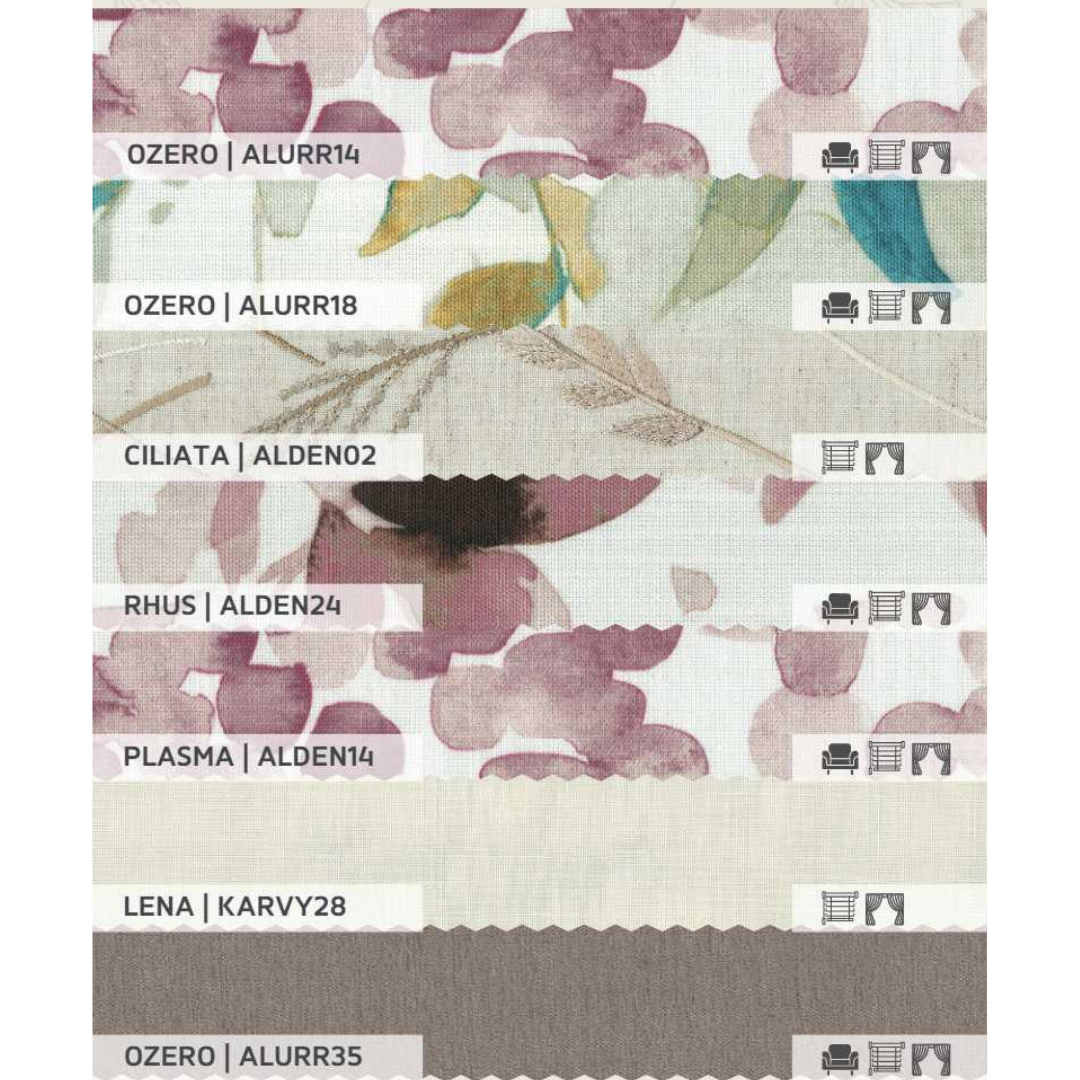 OZERO | ALURR14
OZERO | ALURR18
CILIATA | ALDEN02
RHUS | ALDEN24
PLASMA | ALDEN14
LENA | KARVY28
OZERO | ALURR35